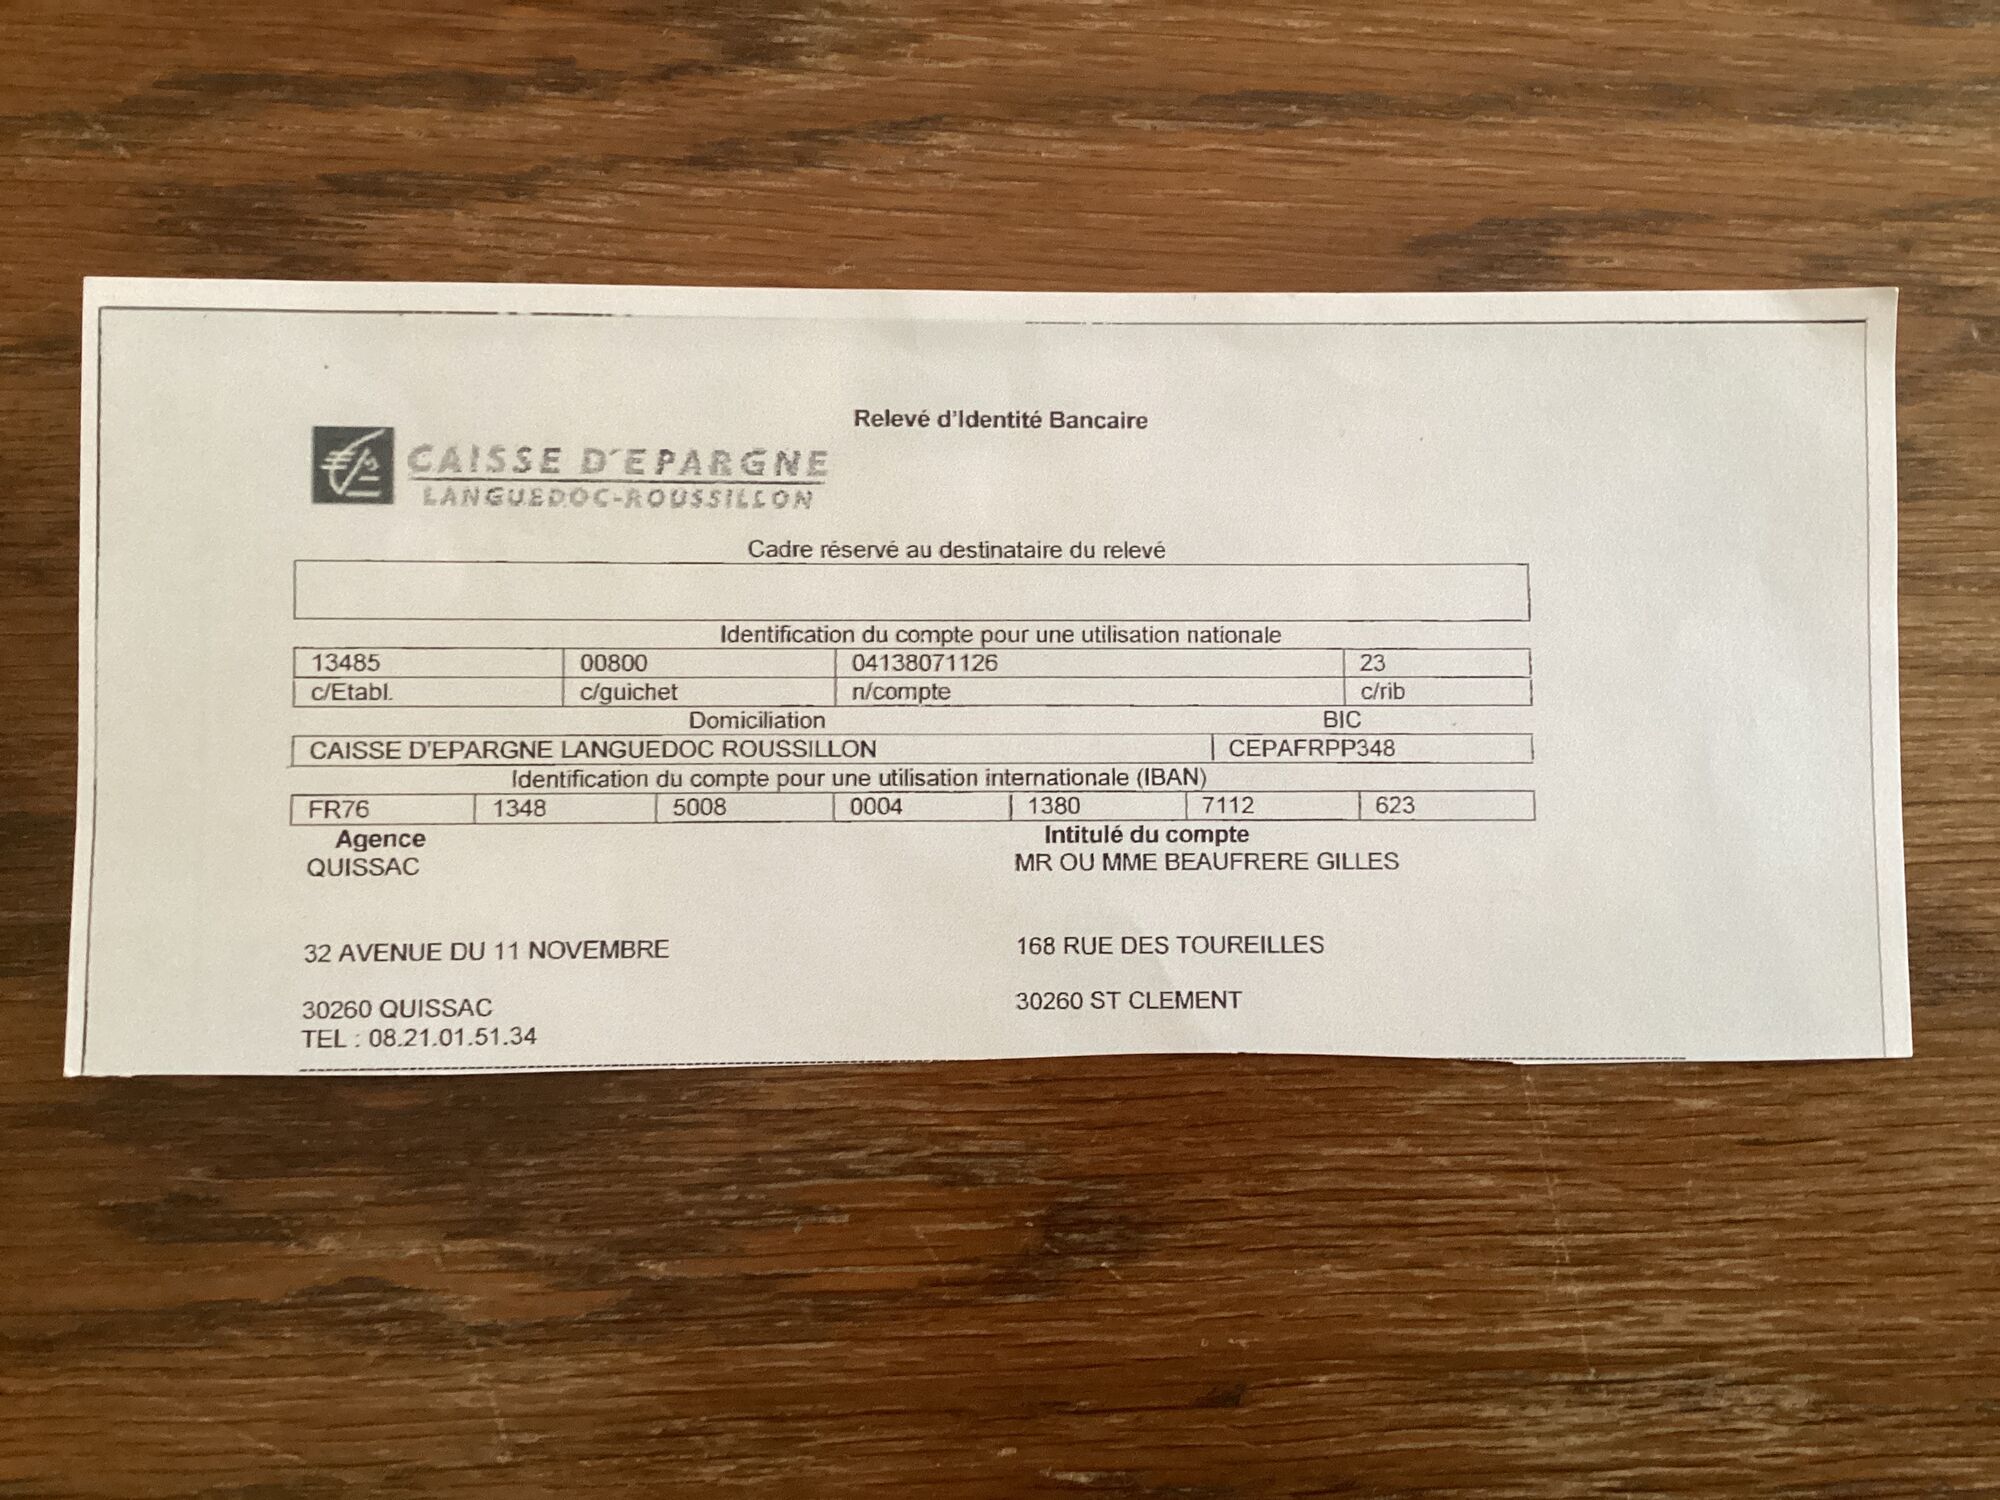 Relevé d'Identité Bancaire
CAISSE D'EPARGNE
LANGUEDOC-ROUSSILLON
Cadre réservé au destinataire du relevé
Identification du compte pour une utilisation nationale
13485 00800 04138071126 23
c/Etabl. c/guichet n/compte c/rib
Domiciliation BIC
CAISSE D'EPARGNE LANGUEDOC ROUSSILLON CEPAFRPP348
Identification du compte pour une utilisation internationale (IBAN)
FR76 1348 5008 0004 1380 7112 623
Agence Intitulé du compte
QUISSAC MR OU MME BEAUFRERE GILLES
32 AVENUE DU 11 NOVEMBRE 168 RUE DES TOUREILLES
30260 QUISSAC 30260 ST CLEMENT
TEL : 08.21.01.51.34